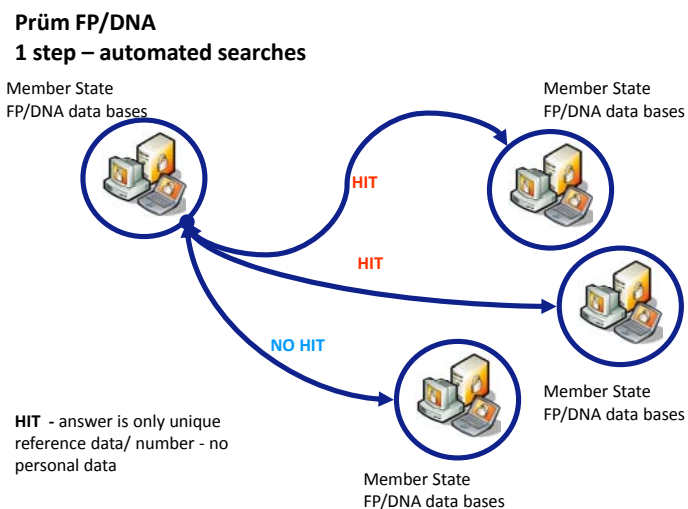 Prüm FP/DNA
1 step – automated searches
Member State
FP/DNA data bases
Member State
FP/DNA data bases
HIT
HIT
NO HIT
Member State
FP/DNA data bases
HIT - answer is only unique
reference data/ number - no
personal data
Member State
FP/DNA data bases